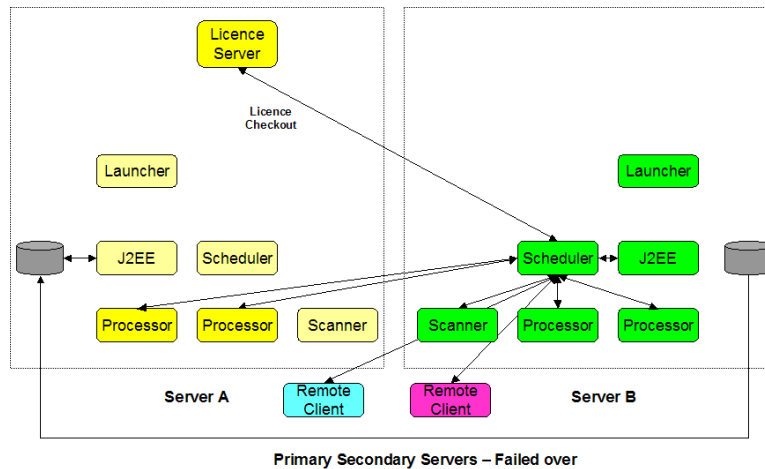 Licence
Server
Licence
Checkout
Launcher
Launcher
J2EE
Scheduler
Scheduler
J2EE
Processor
Processor
Scanner
Scanner
Processor
Processor
Server A
Remote
Client
Remote
Client
Server B
Primary Secondary Servers – Failed over